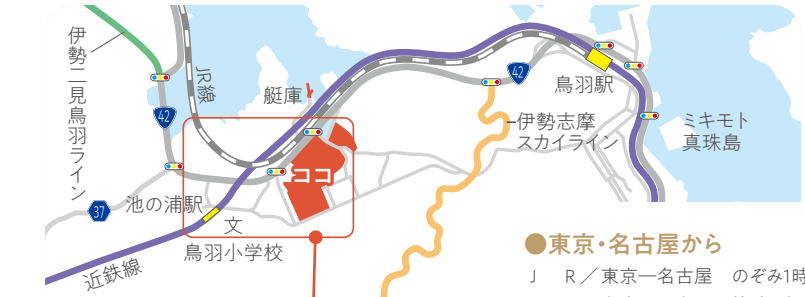 伊勢二見鳥羽ライン
JR線
艇庫
42
42
鳥羽駅
伊勢志摩
スカイライン
ミキモト
真珠島
ココ
池の浦駅
37
文
鳥羽小学校
近鉄線
●東京・名古屋から
J R／東京―名古屋 のぞみ1時